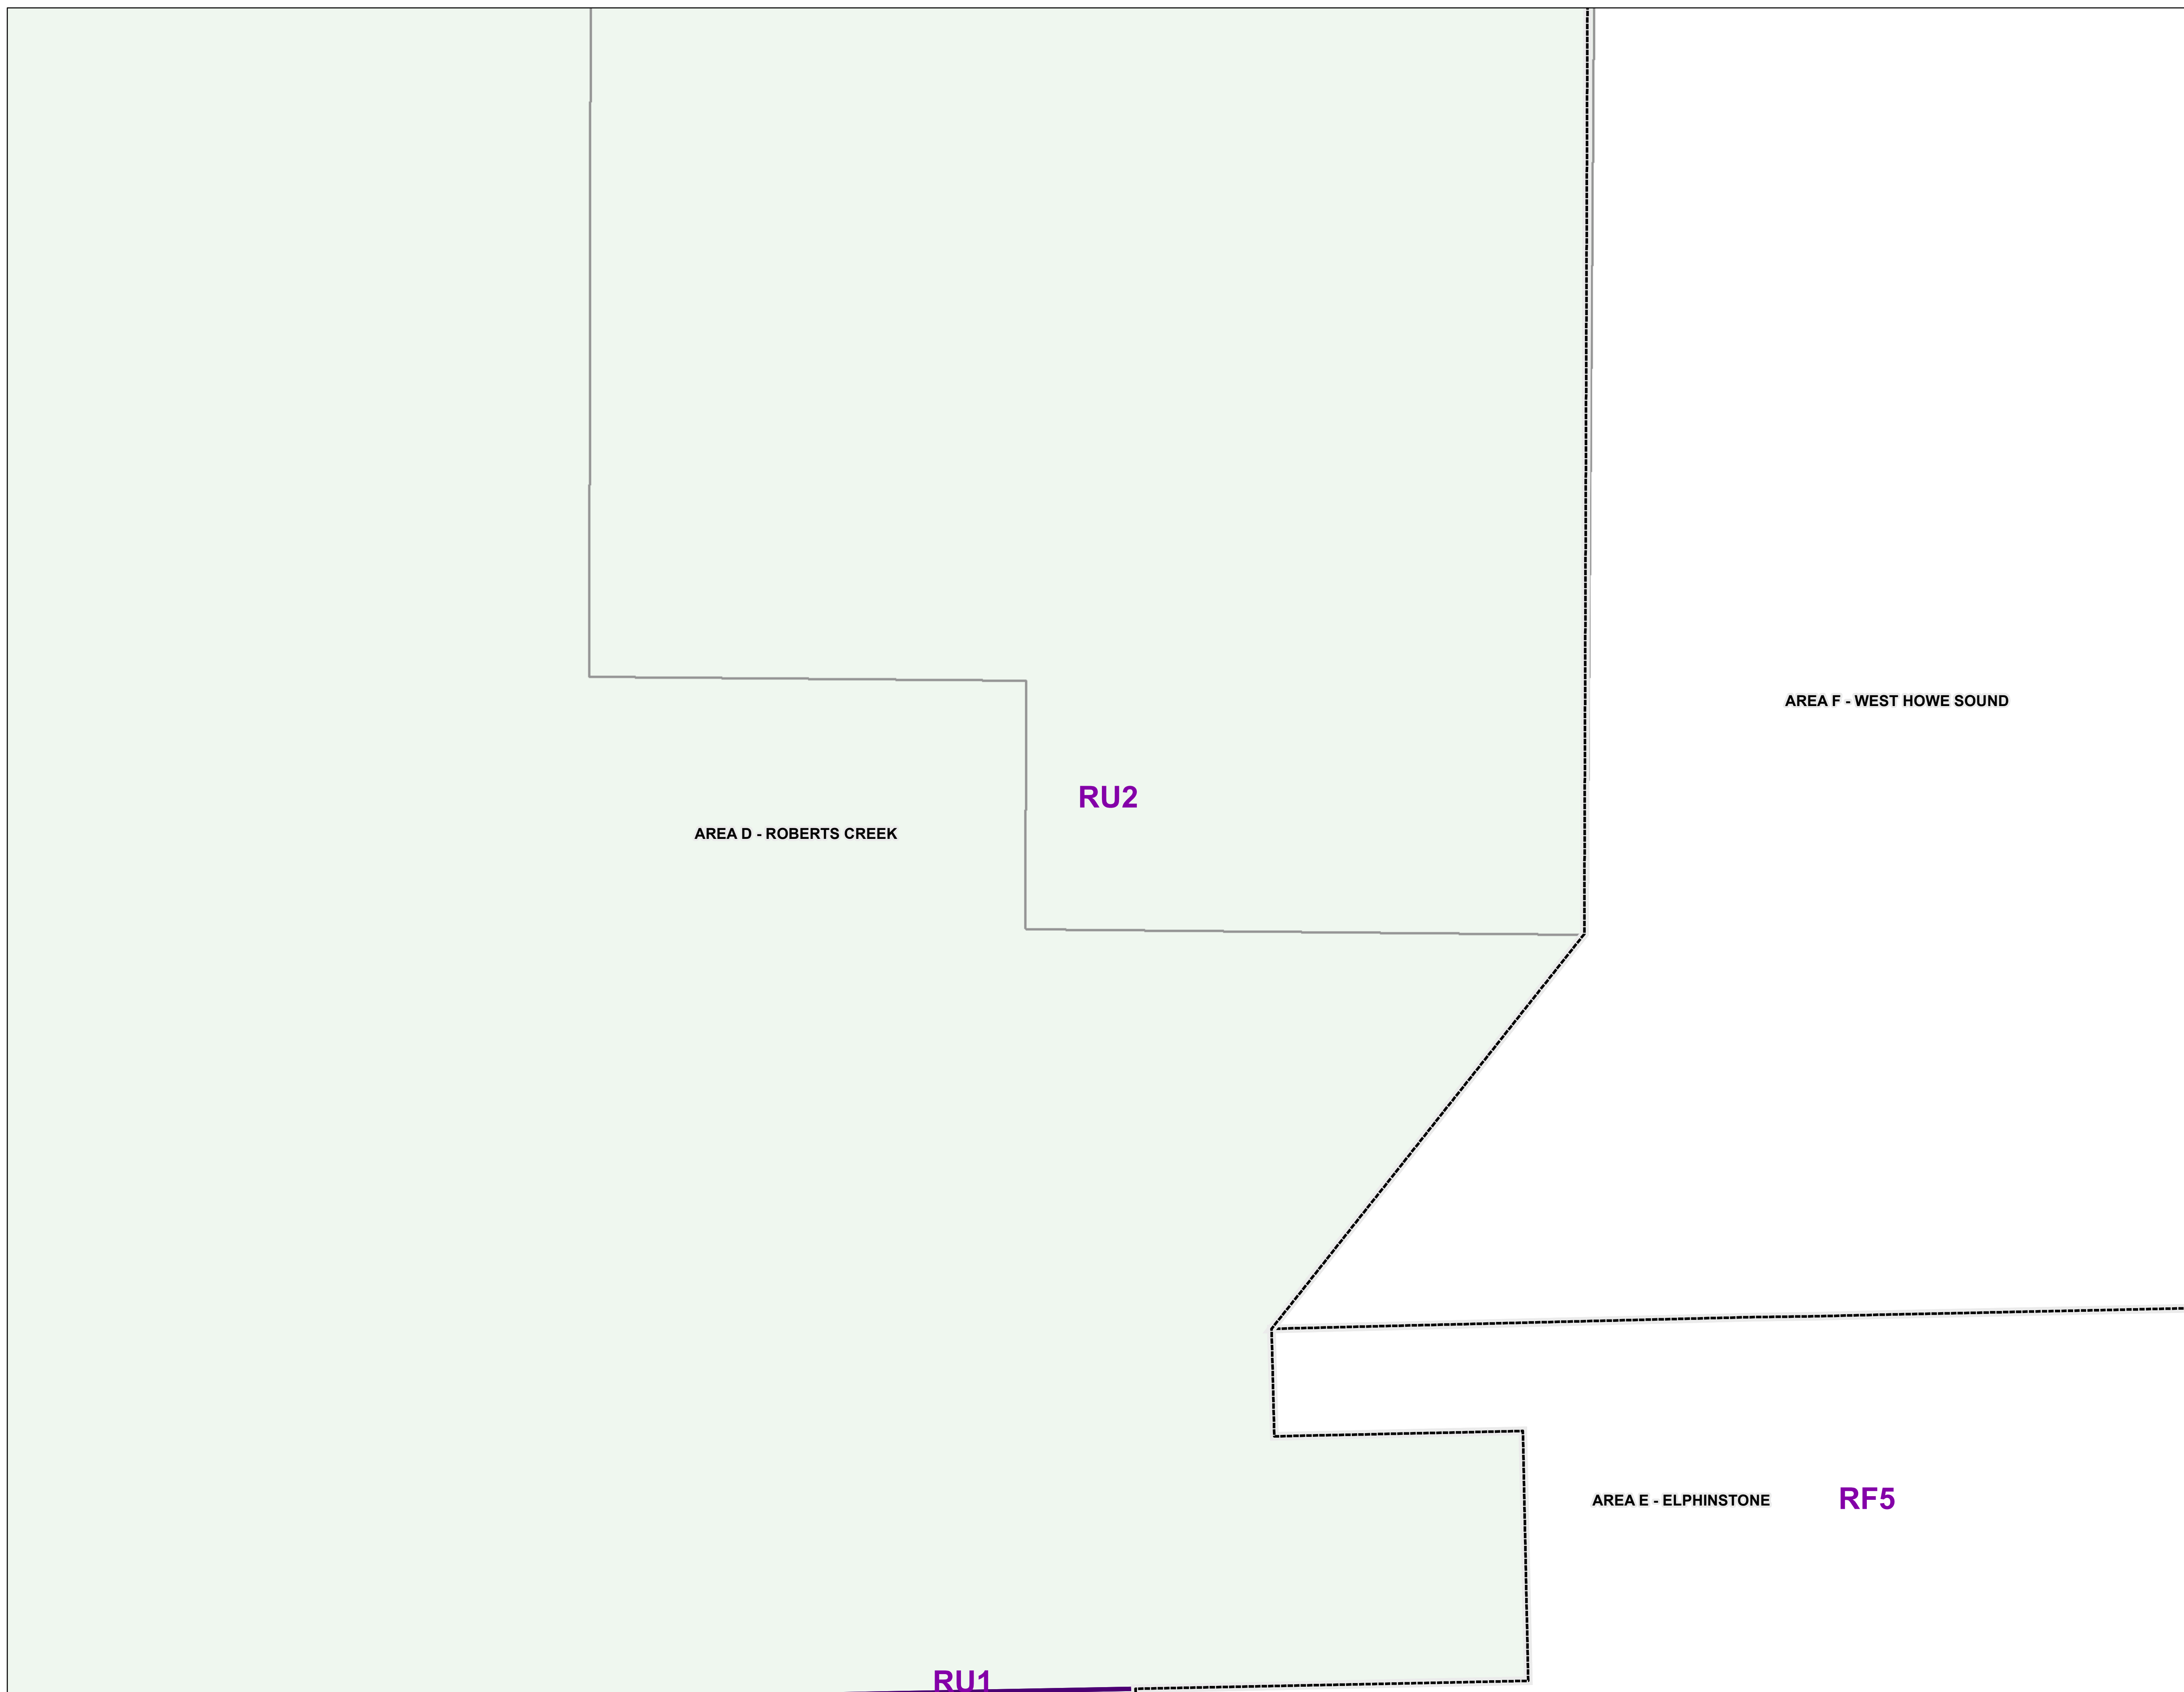 AREA F - WEST HOWE SOUND
RU2
AREA D - ROBERTS CREEK
AREA E - ELPHINSTONE
RF5
RU1